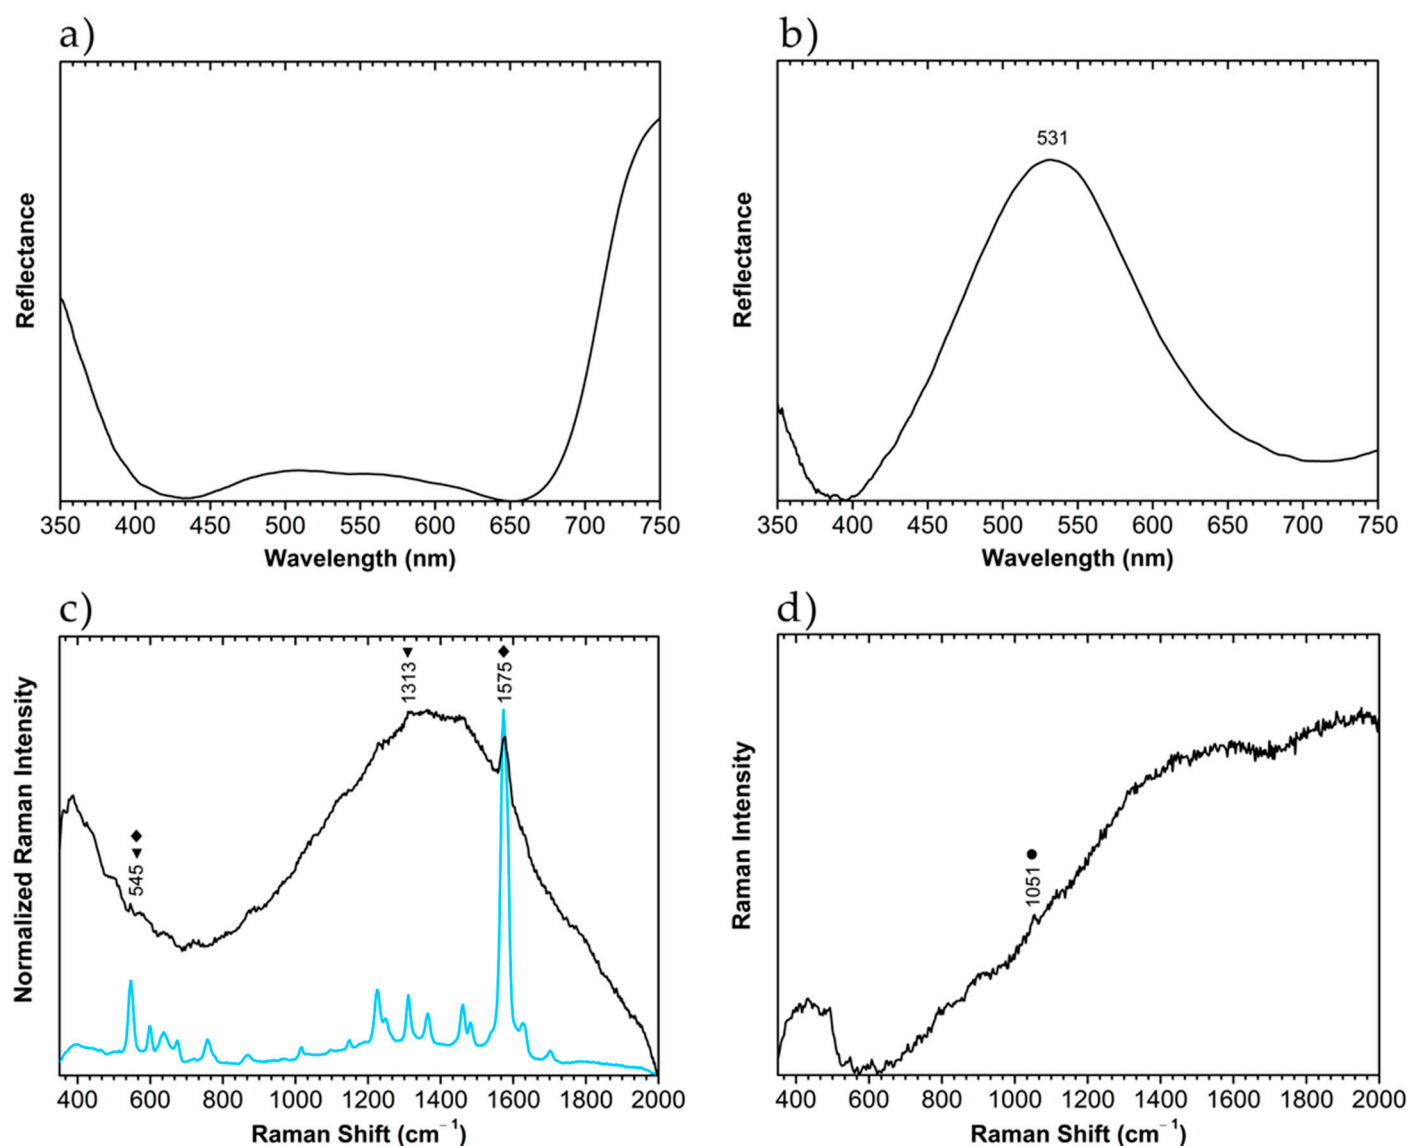 a)
Reflectance
350 400 450 500 550 600 650 700 750
Wavelength (nm)
b)
531
Reflectance
350 400 450 500 550 600 650 700 750
Wavelength (nm)
c)
545
1313
1575
Normalized Raman Intensity
400 600 800 1000 1200 1400 1600 1800 2000
Raman Shift (cm⁻¹)
d)
1051
Raman Intensity
400 600 800 1000 1200 1400 1600 1800 2000
Raman Shift (cm⁻¹)